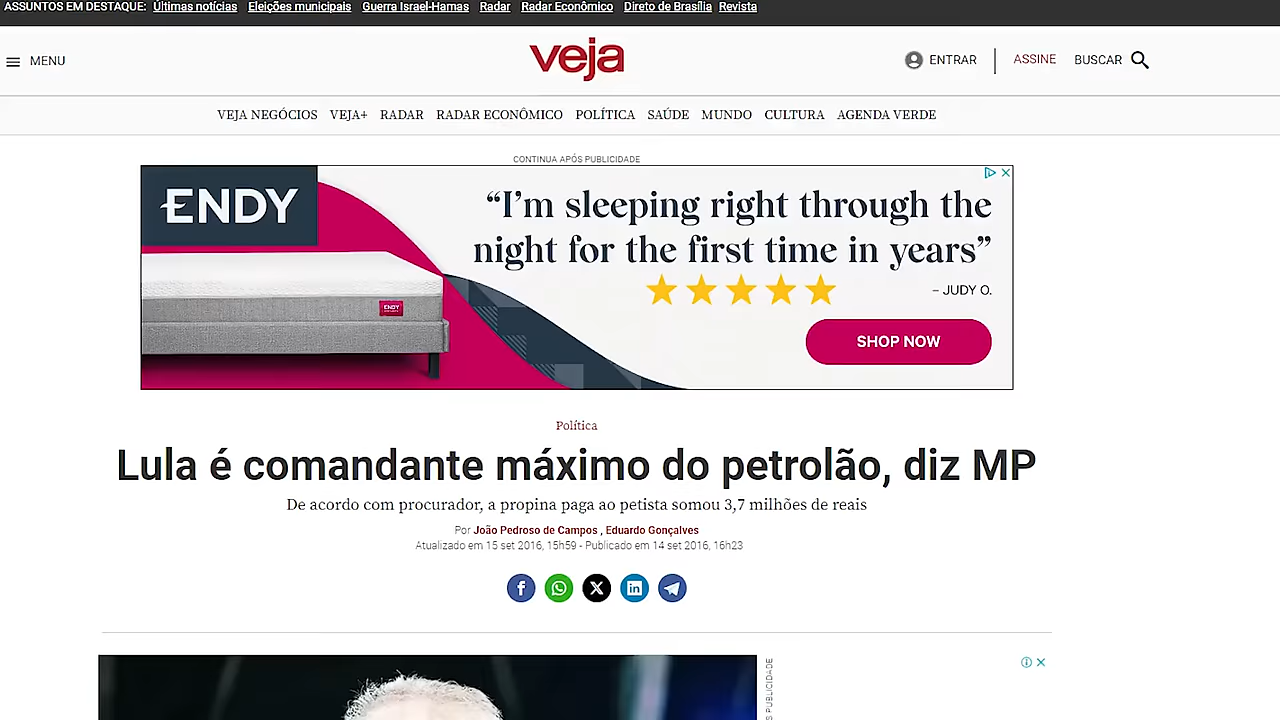 ASSUNTOS EM DESTAQUE: Últimas notícias Eleições municipais Guerra Israel-Hamas Radar Radar Econômico Direto de Brasília Revista
MENU
veja
ENTRAR
ASSINE
BUSCAR
VEJA NEGÓCIOS VEJA+ RADAR RADAR ECONÔMICO POLÍTICA SAÚDE MUNDO CULTURA AGENDA VERDE
CONTINUA APÓS PUBLICIDADE
ENDY
“I’m sleeping right through the
night for the first time in years”
– JUDY O.
ENDY
SHOP NOW
Política
Lula é comandante máximo do petrolão, diz MP
De acordo com procurador, a propina paga ao petista somou 3,7 milhões de reais
Por João Pedroso de Campos , Eduardo Gonçalves
Atualizado em 15 set 2016, 15h59 - Publicado em 14 set 2016, 16h23
S PUBLICIDADE